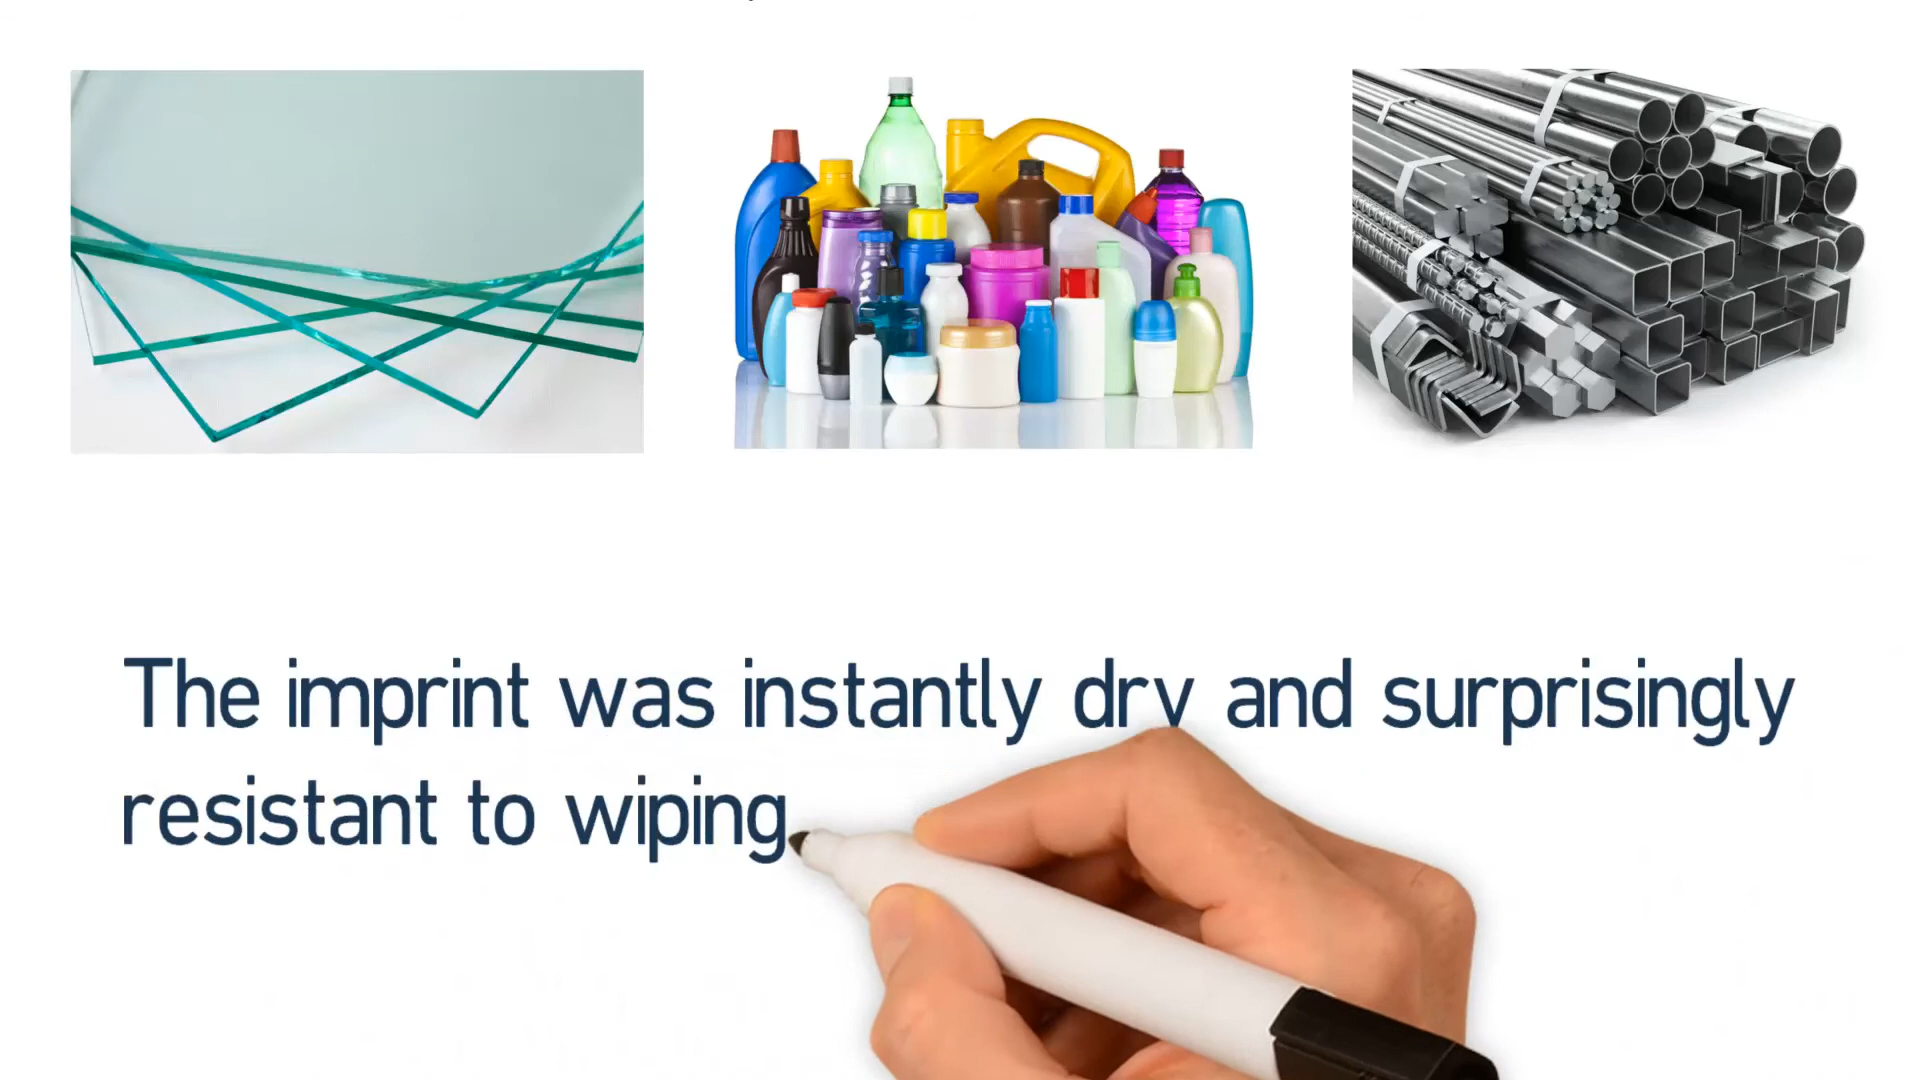 The imprint was instantly dry and surprisingly
resistant to wiping